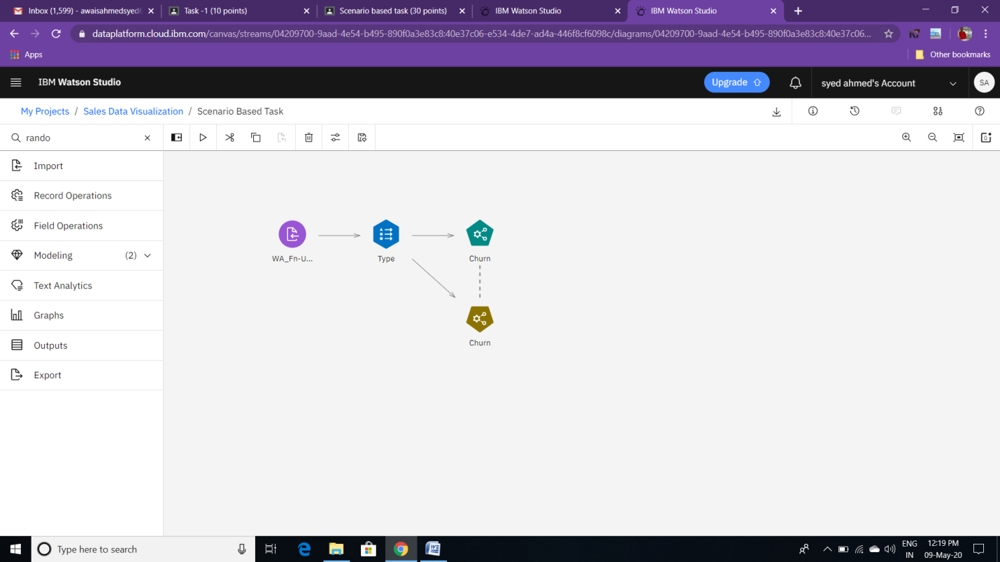 Inbox (1,599) - awaisahmedsyed
Task -1 (10 points)
Scenario based task (30 points)
IBM Watson Studio
IBM Watson Studio
dataplatform.cloud.ibm.com/canvas/streams/04209700-9aad-4e54-b495-890f0a3e83c8:40e37c06-e534-4de7-ad4a-446f8cf6098c/diagrams/04209700-9aad-4e54-b495-890f0a3e83c8:40e37c06...
Apps
Other bookmarks
IBM Watson Studio
Upgrade
syed ahmed's Account
SA
My Projects / Sales Data Visualization / Scenario Based Task
rando
Import
Record Operations
Field Operations
Modeling (2)
Text Analytics
Graphs
Outputs
Export
WA_Fn-U...
Type
Churn
Churn
Type here to search
ENG
IN
12:19 PM
09-May-20